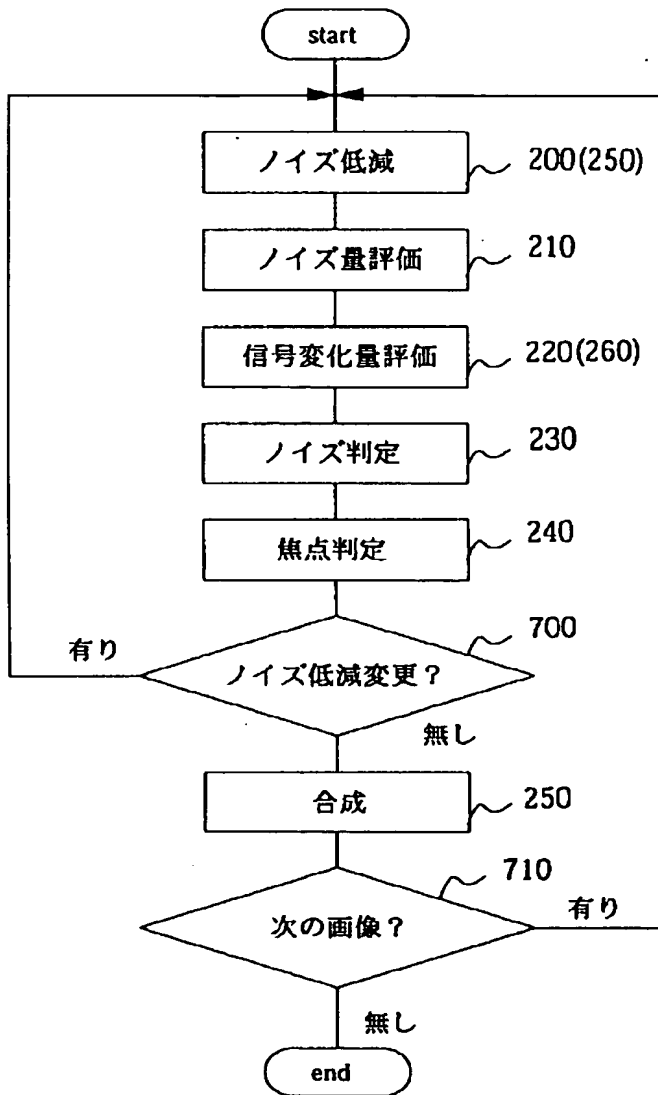 start
ノイズ低減 200(250)
ノイズ量評価 210
信号変化量評価 220(260)
ノイズ判定 230
焦点判定 240
700
有り ノイズ低減変更？
無し
合成 250
710
次の画像？ 有り
無し
end